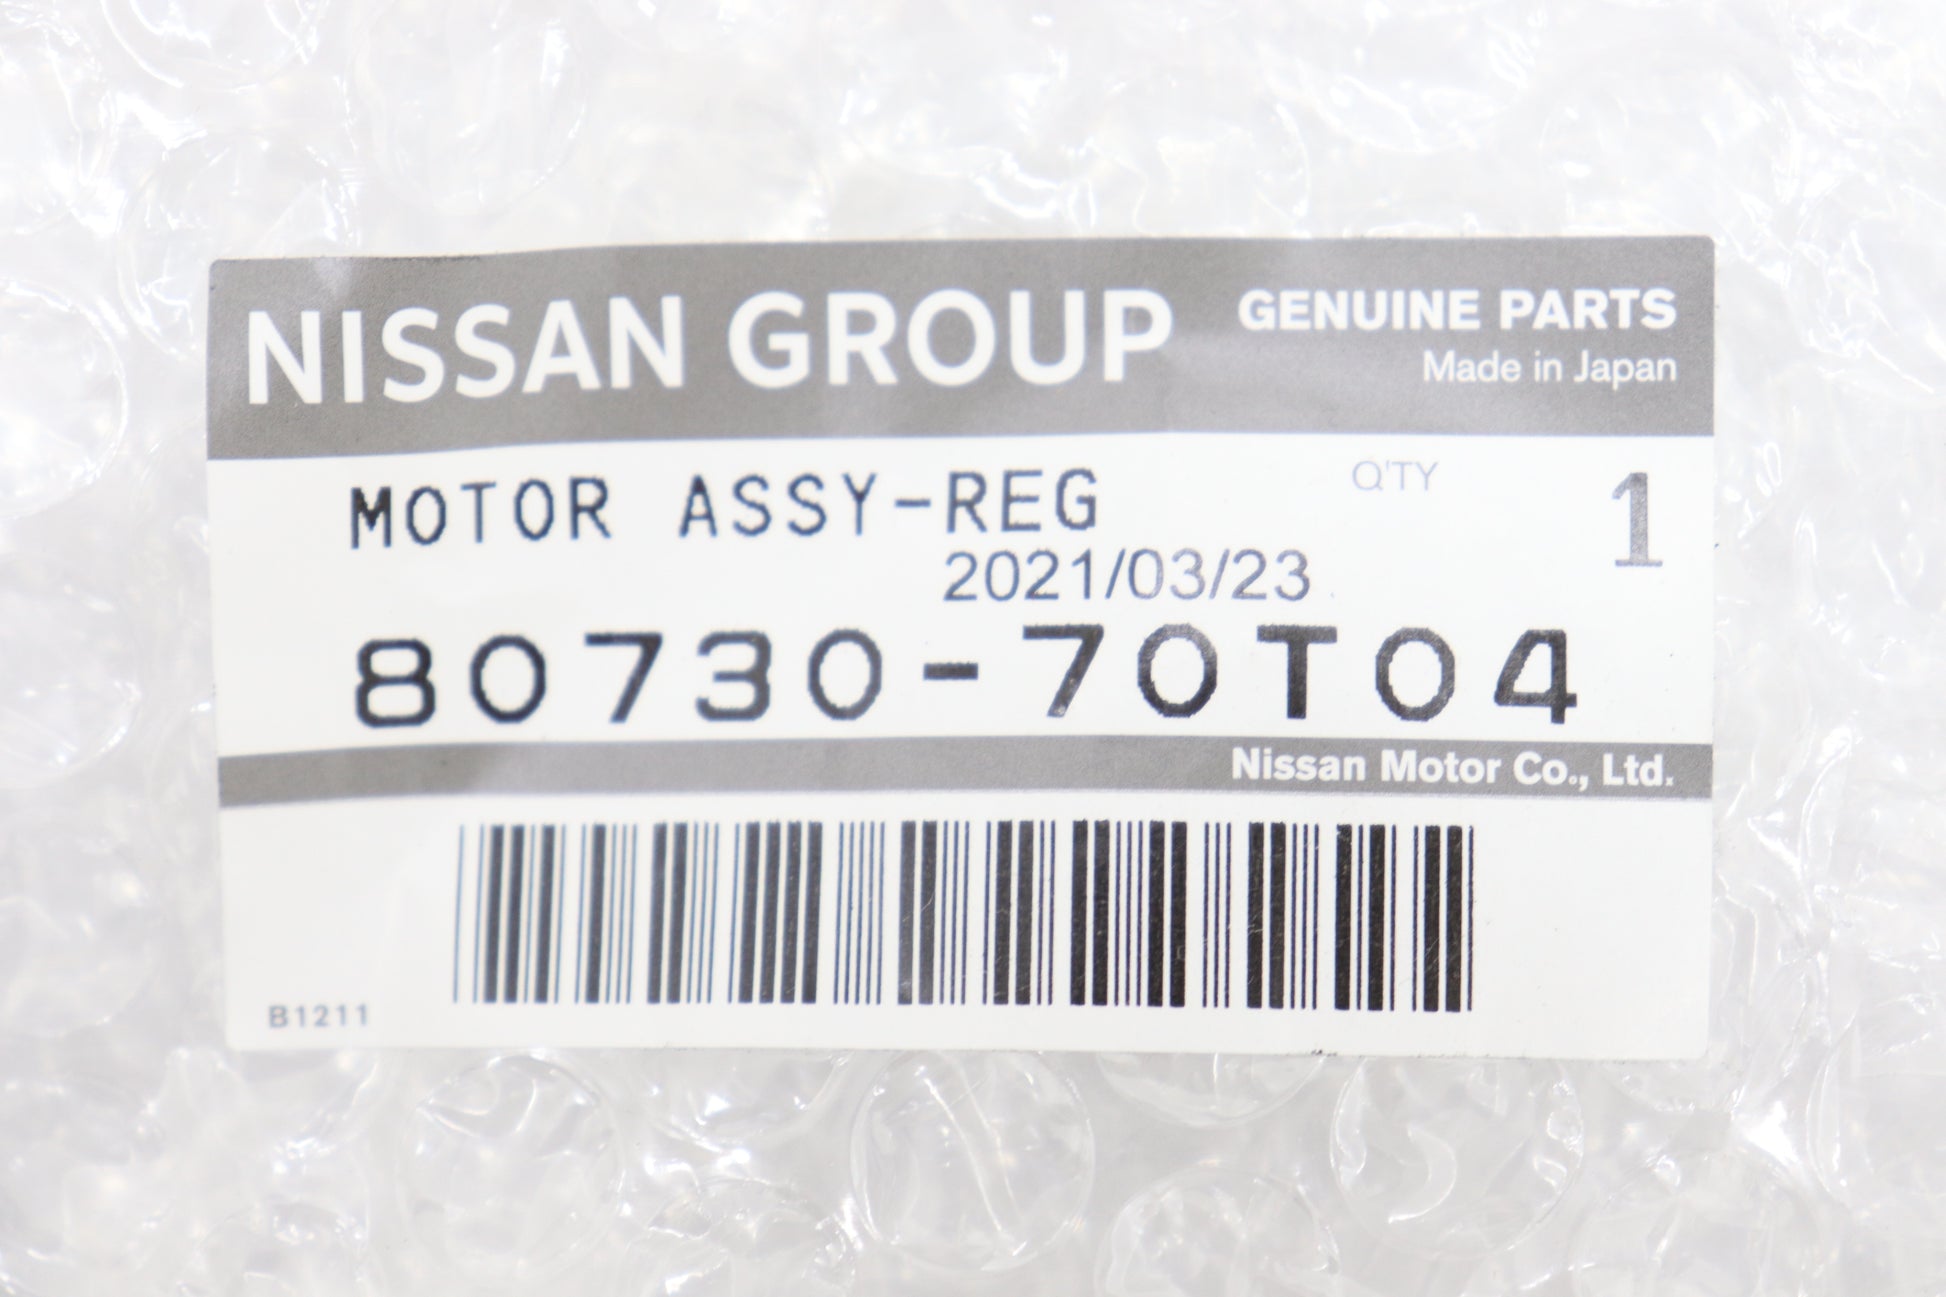 NISSAN GROUP
GENUINE PARTS
Made in Japan
MOTOR ASSY-REG
Q'TY 1
2021/03/23
80730-70T04
Nissan Motor Co., Ltd.
B1211